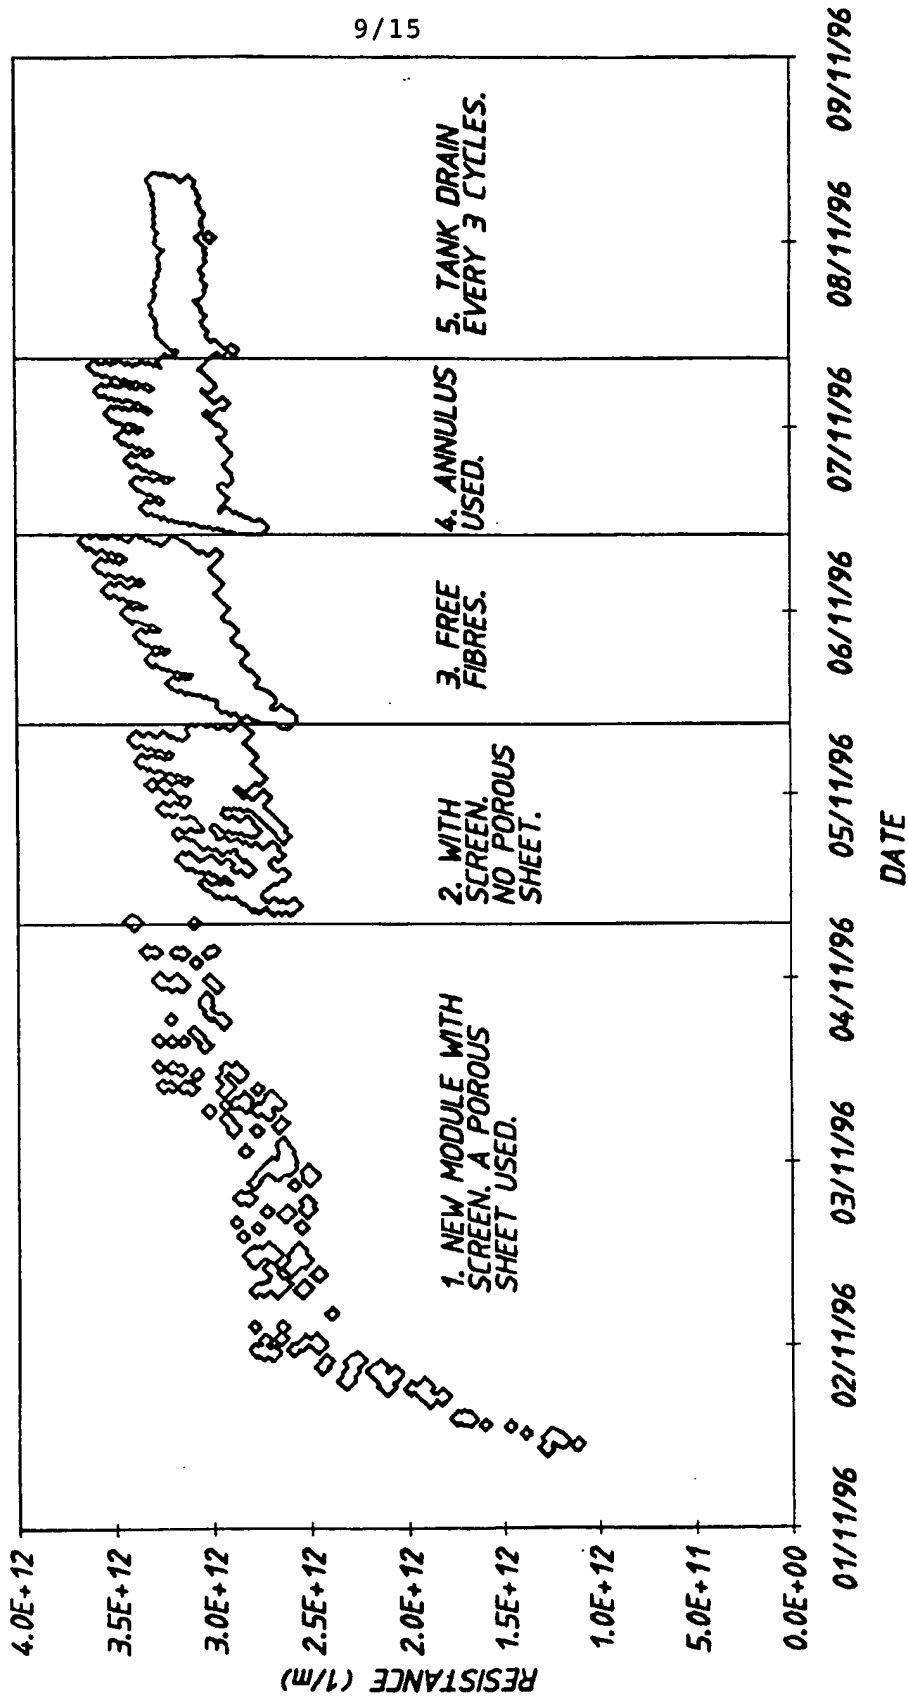 9/15
RESISTANCE (1/m)
4.0E+12
3.5E+12
3.0E+12
2.5E+12
2.0E+12
1.5E+12
1.0E+12
5.0E+11
0.0E+00
1. NEW MODULE WITH
SCREEN. A POROUS
SHEET USED.
2. WITH
SCREEN.
NO POROUS
SHEET.
3. FREE
FIBRES.
4. ANNULUS
USED.
5. TANK DRAIN
EVERY 3 CYCLES.
01/11/96
02/11/96
03/11/96
04/11/96
05/11/96
06/11/96
07/11/96
08/11/96
09/11/96
DATE